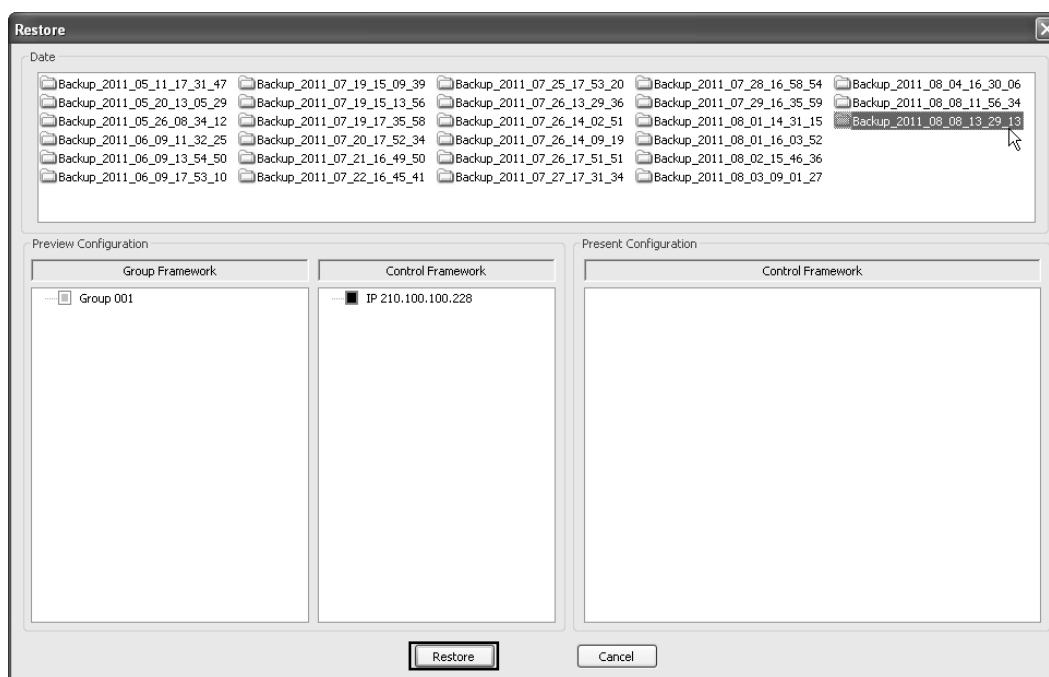 Restore
Date
Backup_2011_05_11_17_31_47 Backup_2011_07_19_15_09_39 Backup_2011_07_25_17_53_20 Backup_2011_07_28_16_58_54 Backup_2011_08_04_16_30_06
Backup_2011_05_20_13_05_29 Backup_2011_07_19_15_13_56 Backup_2011_07_26_13_29_36 Backup_2011_07_29_16_35_59 Backup_2011_08_08_11_56_34
Backup_2011_05_26_08_34_12 Backup_2011_07_19_17_35_58 Backup_2011_07_26_14_02_51 Backup_2011_08_01_14_31_15 Backup_2011_08_08_13_29_13
Backup_2011_06_09_11_32_25 Backup_2011_07_20_17_52_34 Backup_2011_07_26_14_09_19 Backup_2011_08_01_16_03_52
Backup_2011_06_09_13_54_50 Backup_2011_07_21_16_49_50 Backup_2011_07_26_17_51_51 Backup_2011_08_02_15_46_36
Backup_2011_06_09_17_53_10 Backup_2011_07_22_16_45_41 Backup_2011_07_27_17_31_34 Backup_2011_08_03_09_01_27
Preview Configuration Present Configuration
Group Framework Control Framework Control Framework
Group 001 IP 210.100.100.228
Restore Cancel